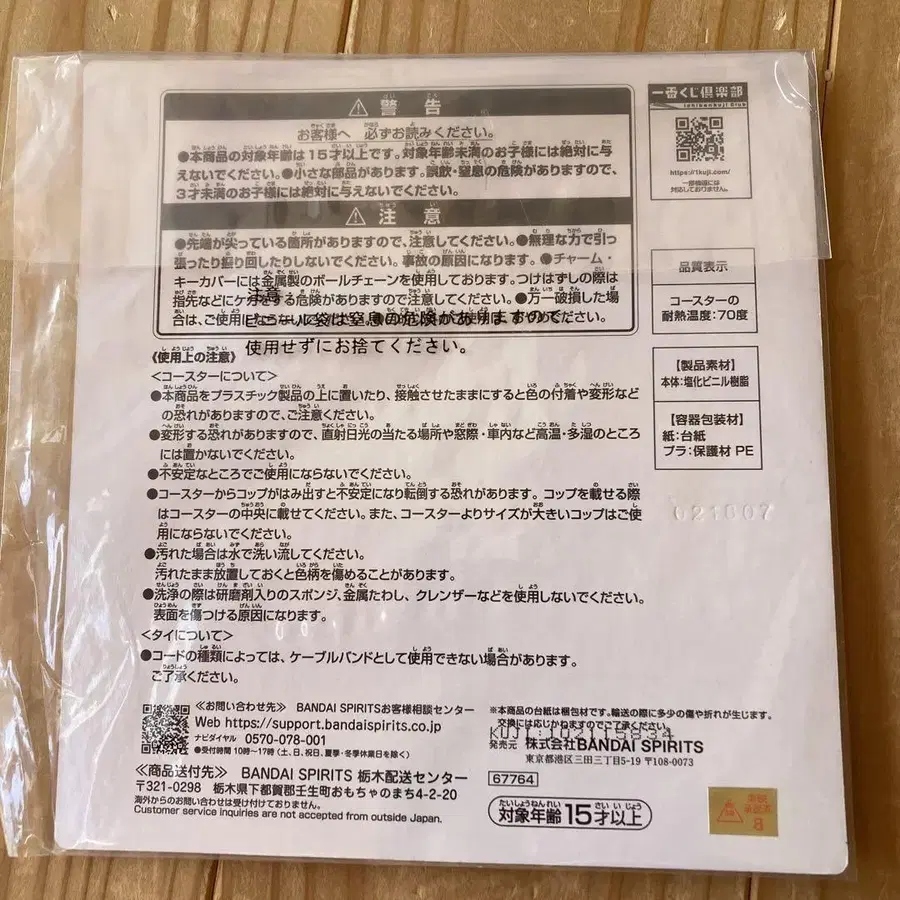 警告
お客様へ 必ずお読みください。
●本商品の対象年齢は15才以上です。対象年齢未満のお子様には絶対に与
えないでください。●小さな部品があります。誤飲・窒息の危険がありますので、
3才未満のお子様には絶対に与えないでください。
注意
●先端が尖っている箇所がありますので、注意してください。●無理な力で引っ
張ったり振り回したりしないでください。事故の原因になります。●チャーム・
キーカバーには金属製のボールチェーンを使用しております。つけはずしの際は
指先などにケガをする危険がありますので注意してください。●万一破損した場
合は、ご使用にならないでください。
注意:
ビニール袋は窒息の危険がありますので
使用せずにお捨てください。
一番くじ倶楽部
ichibankuji club
https://1kuji.com/
一部機種には
対応しておりません。
品質表示
コースターの
耐熱温度:70度
【製品素材】
本体:塩化ビニル樹脂
【容器包装材】
紙:台紙
プラ:保護材 PE
021607
《使用上の注意》
<コースターについて>
●本商品をプラスチック製品の上に置いたり、接触させたままにすると色の付着や変形など
の恐れがありますので、ご注意ください。
●変形する恐れがありますので、直射日光の当たる場所や窓際・車内など高温・多湿のところ
には置かないでください。
●不安定なところでご使用にならないでください。
●コースターからコップがはみ出すと不安定になり転倒する恐れがあります。コップを載せる際
はコースターの中央に載せてください。また、コースターよりサイズが大きいコップはご使
用にならないでください。
●汚れた場合は水で洗い流してください。
汚れたまま放置しておくと色柄を傷めることがあります。
●洗浄の際は研磨剤入りのスポンジ、金属たわし、クレンザーなどを使用しないでください。
表面を傷つける原因になります。
<タイについて>
●コードの種類によっては、ケーブルバンドとして使用できない場合があります。
ご了承ください。
≪お問い合わせ先≫ BANDAI SPIRITSお客様相談センター
Web https://support.bandaispirits.co.jp
ナビダイヤル 0570-078-001
●受付時間 10時~17時(土、日、祝日、夏季・冬季休業日を除く)
≪商品送付先≫ BANDAI SPIRITS 栃木配送センター
〒321-0298 栃木県下都賀郡壬生町おもちゃのまち4-2-20
海外からのお問い合わせは受け付けておりません。
Customer service inquiries are not accepted from outside Japan.
※本商品の台紙は梱包材です。輸送の際に多少の傷や折れが生じます。
交換には応じかねますのでご了承ください。
KUJI:102115834
発売元 株式会社BANDAI SPIRITS
東京都港区三田三丁目5-19 〒108-0073
67764
対象年齢15才以上